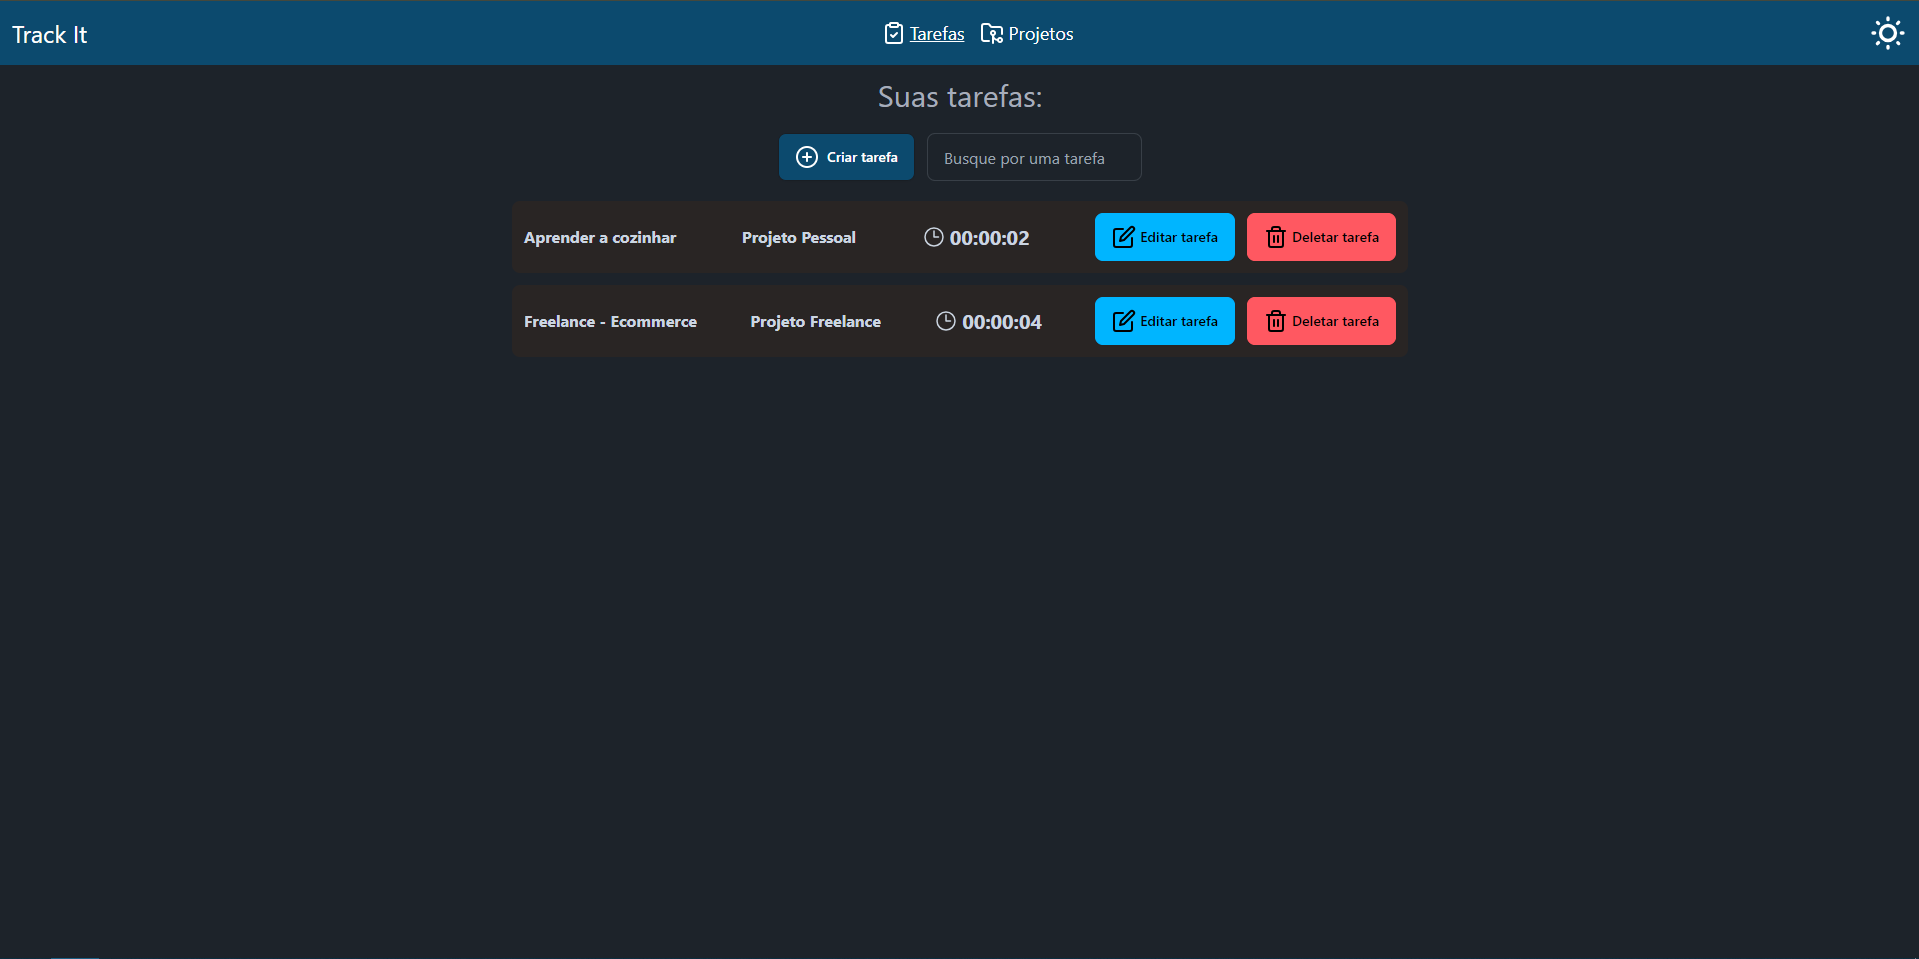 Track It
Tarefas Projetos
Suas tarefas:
Criar tarefa Busque por uma tarefa
Aprender a cozinhar Projeto Pessoal 00:00:02 Editar tarefa Deletar tarefa
Freelance - Ecommerce Projeto Freelance 00:00:04 Editar tarefa Deletar tarefa